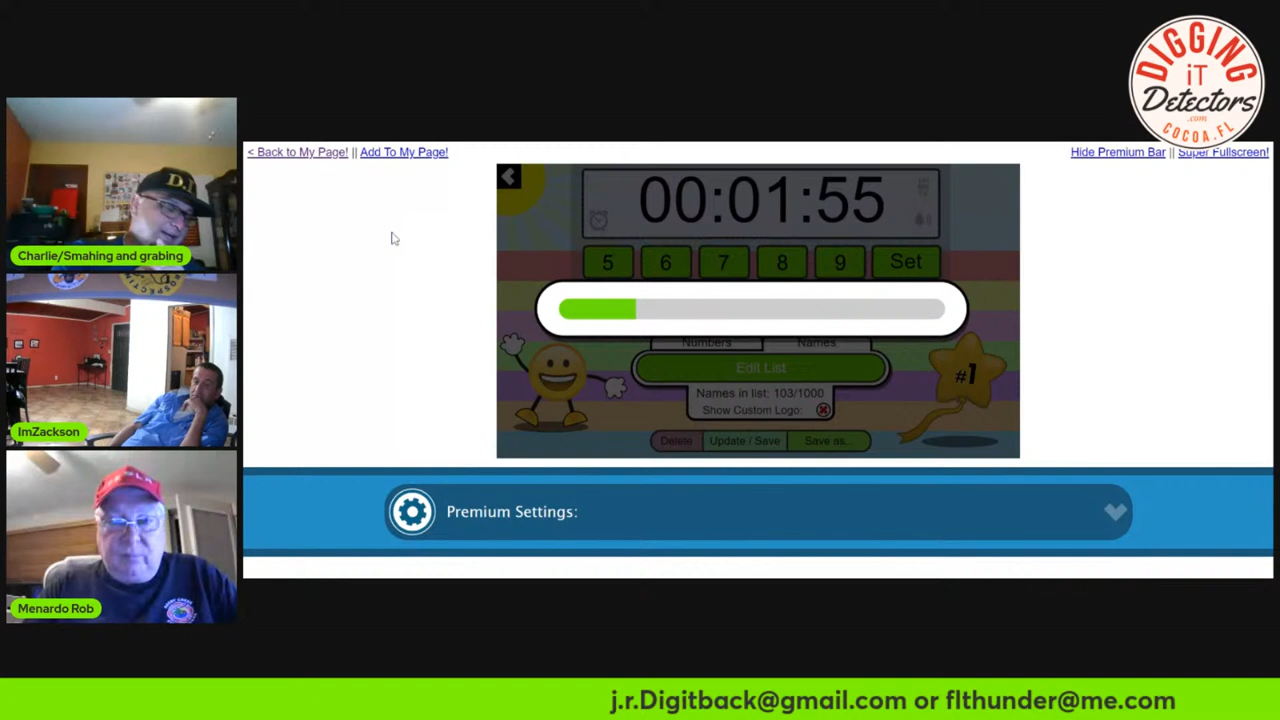 DIGGING
iT
Detectors
.com
COCOA.FL
< Back to My Page! || Add To My Page!
Hide Premium Bar || Super Fullscreen!
00:01:55
5 6 7 8 9 Set
Numbers Names
Edit List
Names in list: 103/1000
Show Custom Logo:
#1
Delete Update / Save Save as...
Premium Settings:
D.I
Charlie/Smahing and grabing
ImZackson
Menardo Rob
j.r.Digitback@gmail.com or flthunder@me.com